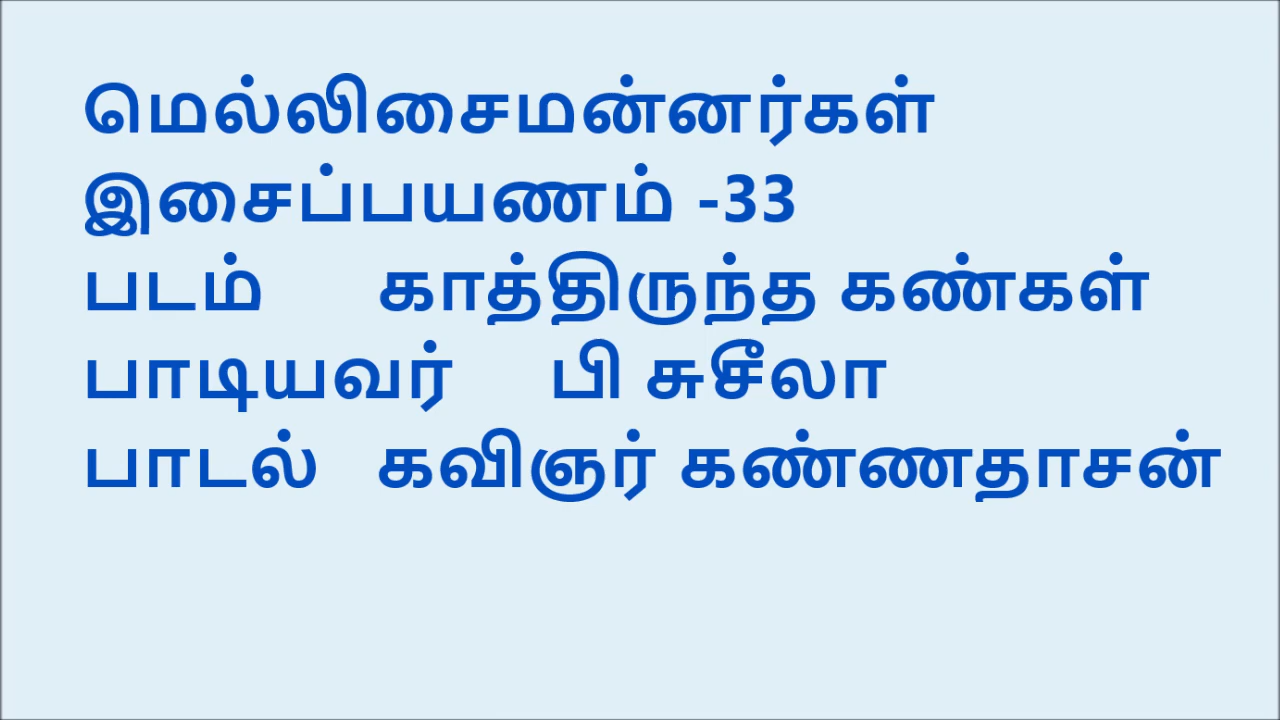 மெல்லிசைமன்னர்கள்
இசைப்பயணம் -33
படம் காத்திருந்த கண்கள்
பாடியவர் பி சுசீலா
பாடல் கவிஞர் கண்ணதாசன்